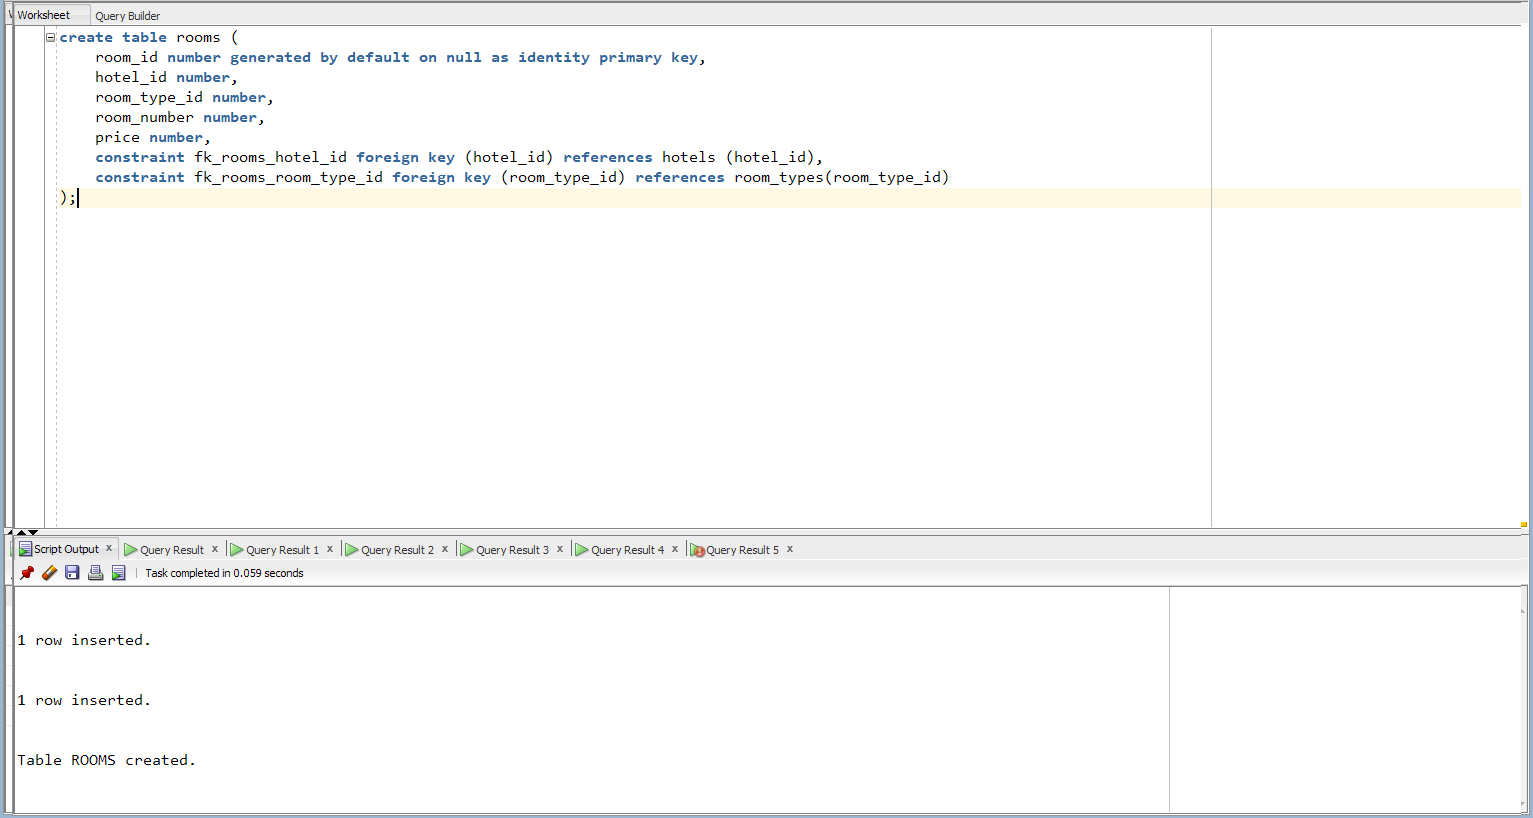 Worksheet Query Builder
create table rooms (
room_id number generated by default on null as identity primary key,
hotel_id number,
room_type_id number,
room_number number,
price number,
constraint fk_rooms_hotel_id foreign key (hotel_id) references hotels (hotel_id),
constraint fk_rooms_room_type_id foreign key (room_type_id) references room_types(room_type_id)
);
Script Output x Query Result x Query Result 1 x Query Result 2 x Query Result 3 x Query Result 4 x Query Result 5 x
Task completed in 0.059 seconds
1 row inserted.
1 row inserted.
Table ROOMS created.